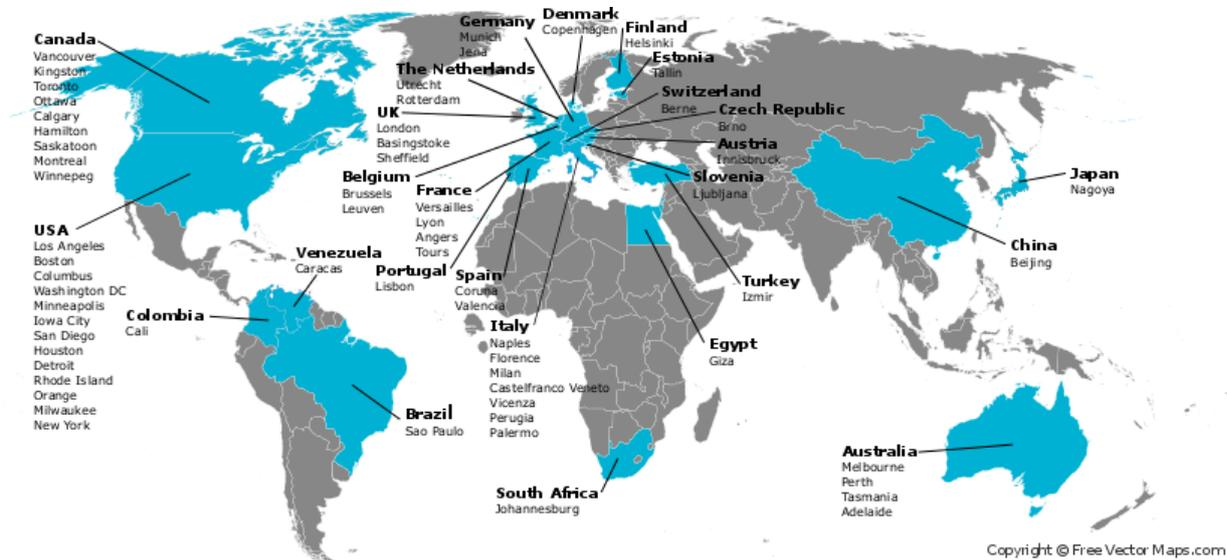 Canada
Vancouver
Kingston
Toronto
Ottawa
Calgary
Hamilton
Saskatoon
Montreal
Winnepeg
USA
Los Angeles
Boston
Columbus
Washington DC
Minneapolis
Iowa City
San Diego
Houston
Detroit
Rhode Island
Orange
Milwaukee
New York
Venezuela
Caracas
Colombia
Cali
Brazil
Sao Paulo
Germany
Munich
Jena
Denmark
Copenhagen
Finland
Helsinki
Estonia
Tallin
The Netherlands
Utrecht
Rotterdam
Switzerland
Berne
Czech Republic
Brno
UK
London
Basingstoke
Sheffield
Austria
Innisbruck
Belgium
Brussels
Leuven
Slovenia
Ljubljana
France
Versailles
Lyon
Angers
Tours
Portugal
Lisbon
Spain
Coruna
Valencia
Italy
Naples
Florence
Milan
Castelfranco Veneto
Vicenza
Perugia
Palermo
Turkey
Izmir
Egypt
Giza
South Africa
Johannesburg
Japan
Nagoya
China
Beijing
Australia
Melbourne
Perth
Tasmania
Adelaide
Copyright © Free Vector Maps.com